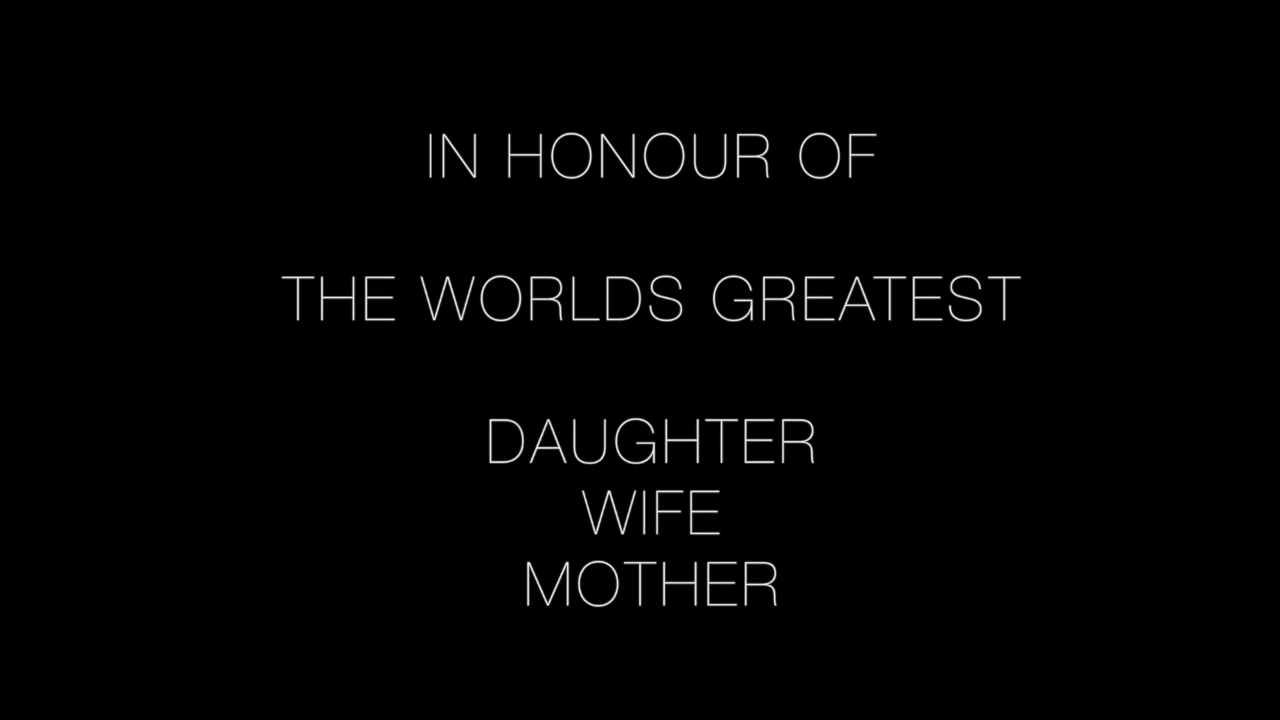 IN HONOUR OF
THE WORLDS GREATEST
DAUGHTER
WIFE
MOTHER